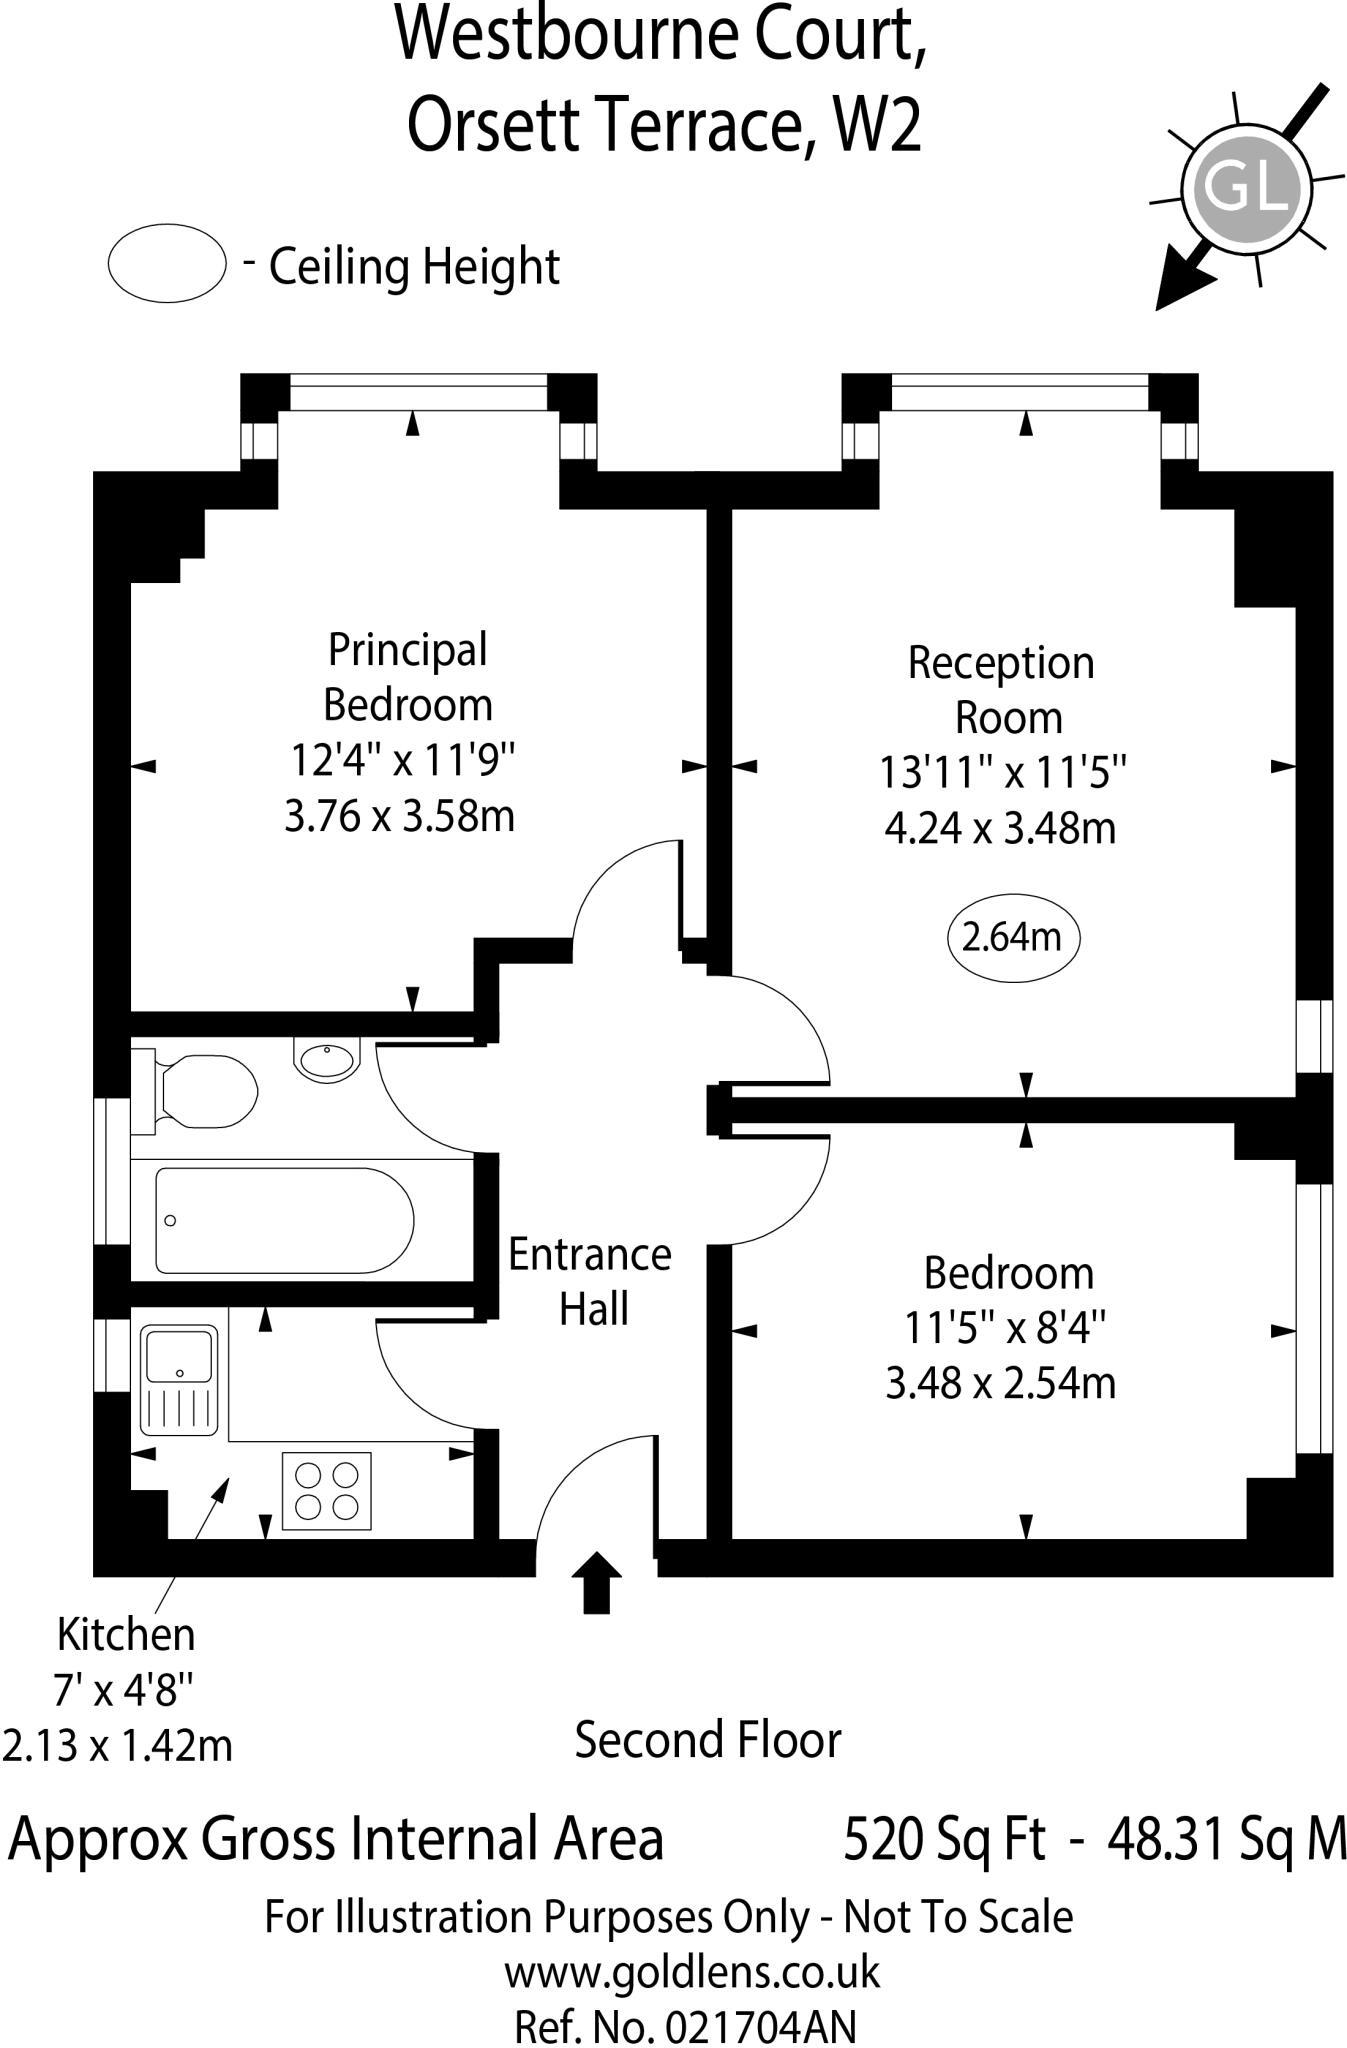 Westbourne Court,
Orsett Terrace, W2
GL
- Ceiling Height
Principal
Bedroom
12'4" x 11'9"
3.76 x 3.58m
Reception
Room
13'11" x 11'5"
4.24 x 3.48m
2.64m
Entrance
Hall
Bedroom
11'5" x 8'4"
3.48 x 2.54m
Kitchen
7' x 4'8"
2.13 x 1.42m
Second Floor
Approx Gross Internal Area 520 Sq Ft - 48.31 Sq M
For Illustration Purposes Only - Not To Scale
www.goldlens.co.uk
Ref. No. 021704AN